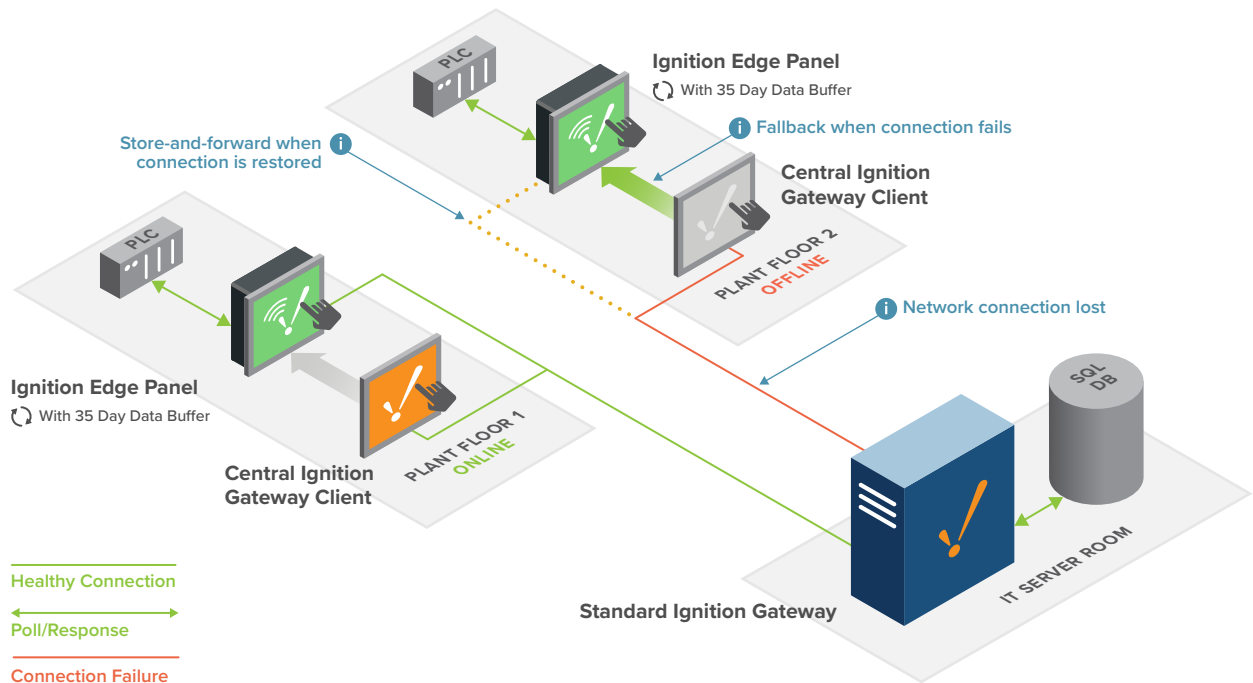 PLC
Ignition Edge Panel
With 35 Day Data Buffer
i Fallback when connection fails
Store-and-forward when i
connection is restored
Central Ignition
Gateway Client
PLANT FLOOR 2
OFFLINE
PLC
i Network connection lost
Ignition Edge Panel
With 35 Day Data Buffer
Central Ignition
Gateway Client
PLANT FLOOR 1
ONLINE
SQL
DB
IT SERVER ROOM
Standard Ignition Gateway
Healthy Connection
Poll/Response
Connection Failure